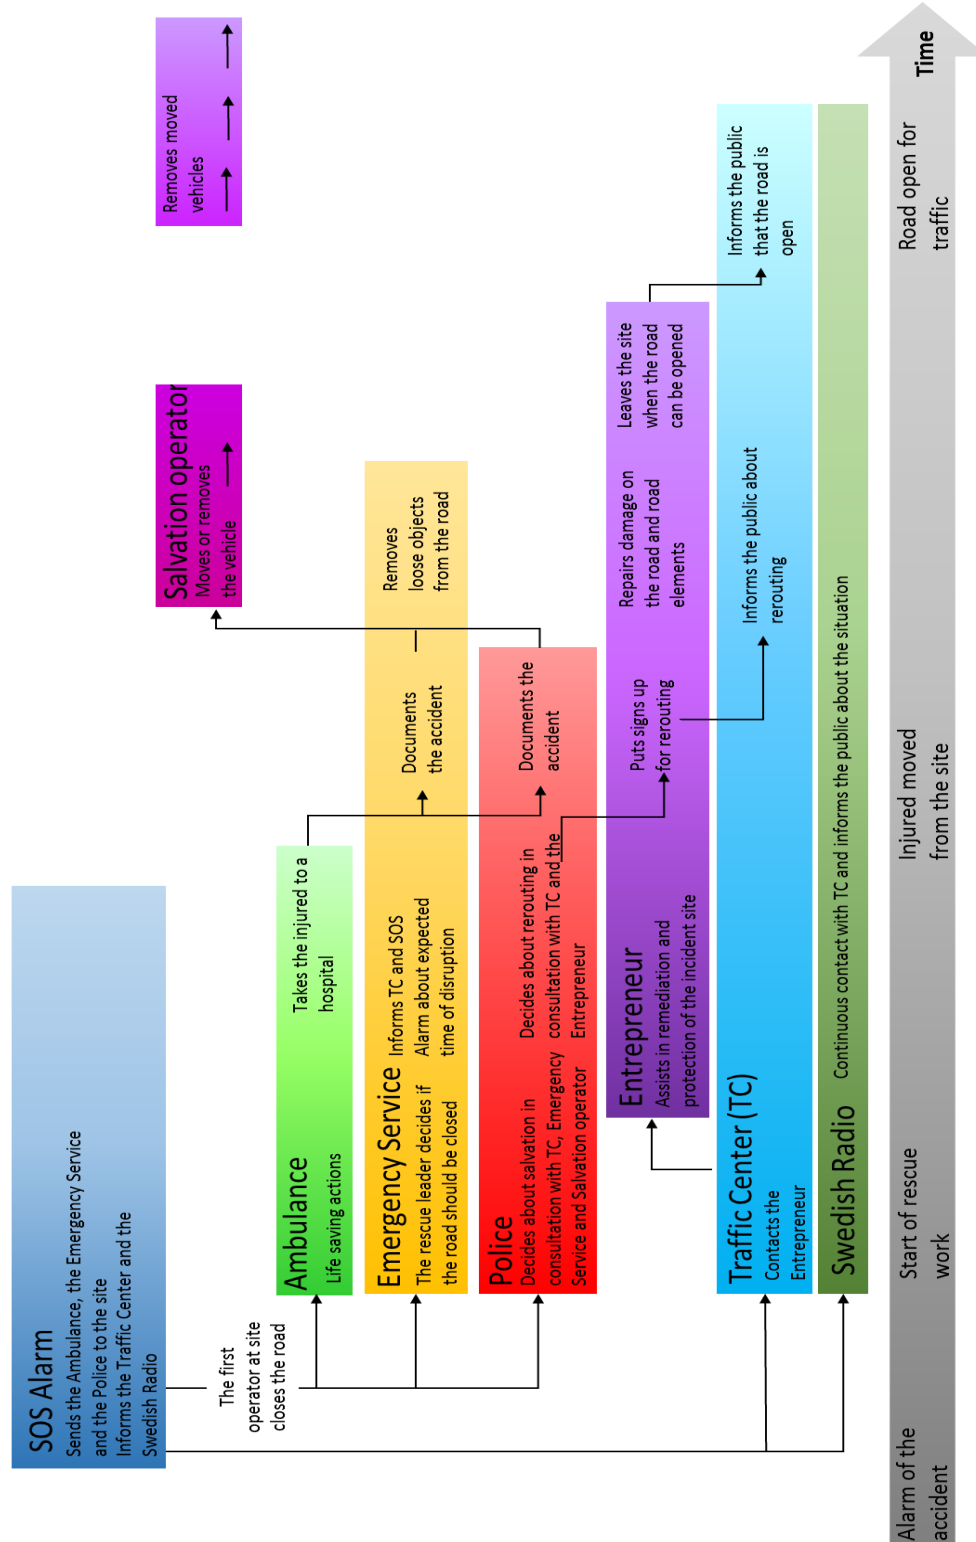 SOS Alarm
Sends the Ambulance, the Emergency Service
and the Police to the site
Informs the Traffic Center and the
Swedish Radio
The first
operator at site
closes the road
Removes moved
vehicles
Salvation operator
Moves or removes
the vehicle
Ambulance
Life saving actions
Takes the injured to a
hospital
Emergency Service
The rescue leader decides if
the road should be closed
Informs TC and SOS
Alarm about expected
time of disruption
Documents
the accident
Removes
loose objects
from the road
Police
Decides about salvation in
consultation with TC, Emergency
Service and Salvation operator
Decides about rerouting in
consultation with TC and the
Entrepreneur
Documents the
accident
Entrepreneur
Assists in remediation and
protection of the incident site
Puts signs up
for rerouting
Repairs damage on
the road and road
elements
Leaves the site
when the road
can be opened
Traffic Center (TC)
Contacts the
Entrepreneur
Informs the public about
rerouting
Informs the public
that the road is
open
Swedish Radio
Continuous contact with TC and informs the public about the situation
Alarm of the
accident
Start of rescue
work
Injured moved
from the site
Road open for
traffic
Time